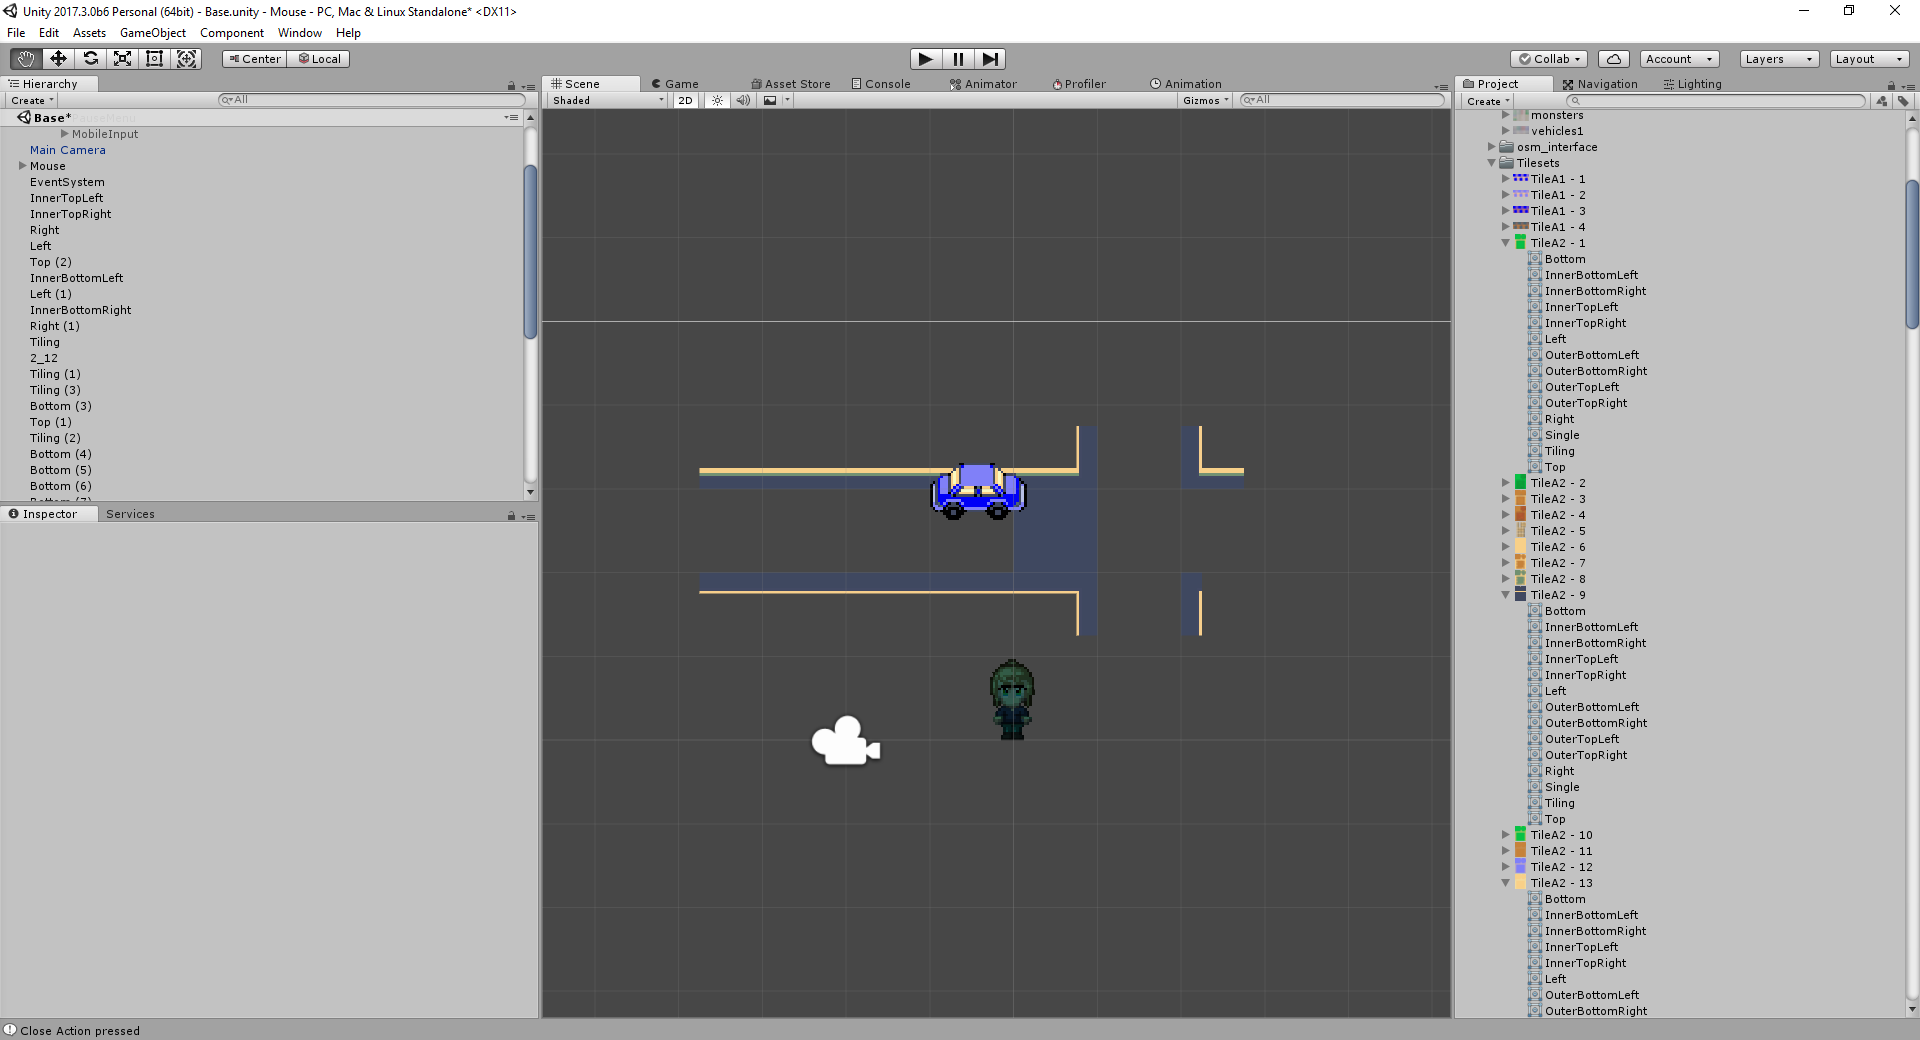 Unity 2017.3.0b6 Personal (64bit) - Base.unity - Mouse - PC, Mac & Linux Standalone* <DX11>
File Edit Assets GameObject Component Window Help
Center Local Collab Account Layers Layout
Hierarchy
Create All
Base*
MobileInput
Main Camera
Mouse
EventSystem
InnerTopLeft
InnerTopRight
Right
Left
Top (2)
InnerBottomLeft
Left (1)
InnerBottomRight
Right (1)
Tiling
2_12
Tiling (1)
Tiling (3)
Bottom (3)
Top (1)
Tiling (2)
Bottom (4)
Bottom (5)
Bottom (6)
Inspector Services
Scene Game Asset Store Console Animator Profiler Animation
Shaded 2D Gizmos All
Project Navigation Lighting
Create
monsters
vehicles1
osm_interface
Tilesets
TileA1 - 1
TileA1 - 2
TileA1 - 3
TileA1 - 4
TileA2 - 1
Bottom
InnerBottomLeft
InnerBottomRight
InnerTopLeft
InnerTopRight
Left
OuterBottomLeft
OuterBottomRight
OuterTopLeft
OuterTopRight
Right
Single
Tiling
Top
TileA2 - 2
TileA2 - 3
TileA2 - 4
TileA2 - 5
TileA2 - 6
TileA2 - 7
TileA2 - 8
TileA2 - 9
Bottom
InnerBottomLeft
InnerBottomRight
InnerTopLeft
InnerTopRight
Left
OuterBottomLeft
OuterBottomRight
OuterTopLeft
OuterTopRight
Right
Single
Tiling
Top
TileA2 - 10
TileA2 - 11
TileA2 - 12
TileA2 - 13
Bottom
InnerBottomLeft
InnerBottomRight
InnerTopLeft
InnerTopRight
Left
OuterBottomLeft
OuterBottomRight
Close Action pressed